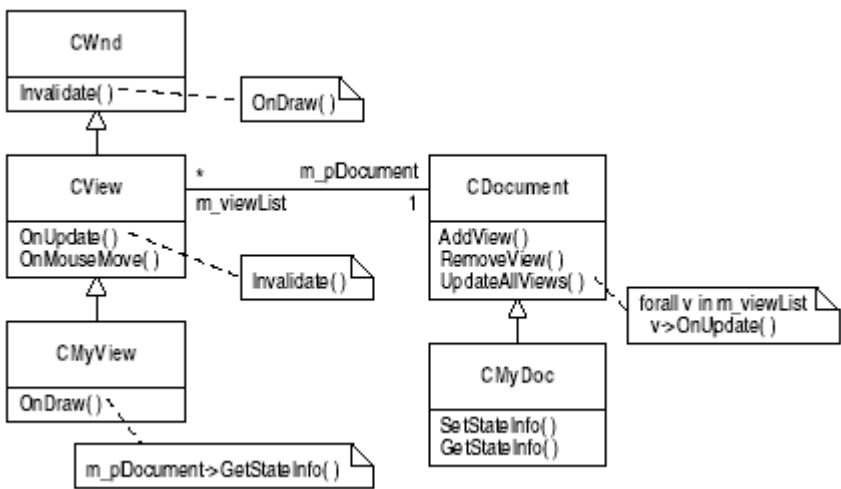 CWnd
Invalidate( )
OnDraw( )
CView
OnUpdate( )
OnMouseMove( )
*
m_viewList
m_pDocument
1
CDocument
AddView( )
RemoveView( )
UpdateAllViews( )
Invalidate( )
forall v in m_viewList
v->OnUpdate( )
CMyView
OnDraw( )
CMyDoc
SetStateInfo( )
GetStateInfo( )
m_pDocument->GetStateInfo( )